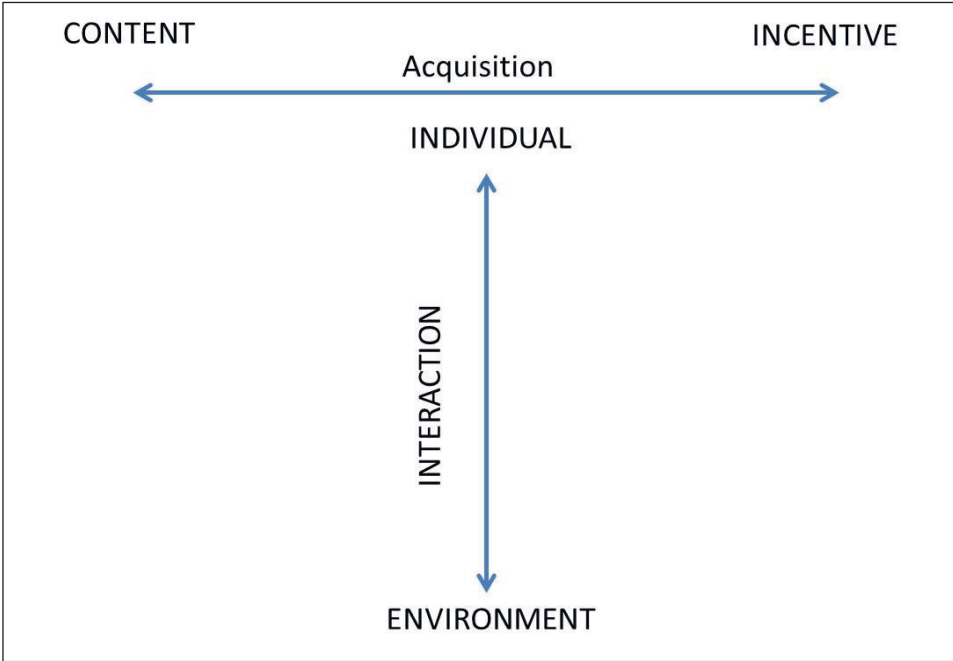 CONTENT
INCENTIVE
Acquisition
INDIVIDUAL
INTERACTION
ENVIRONMENT